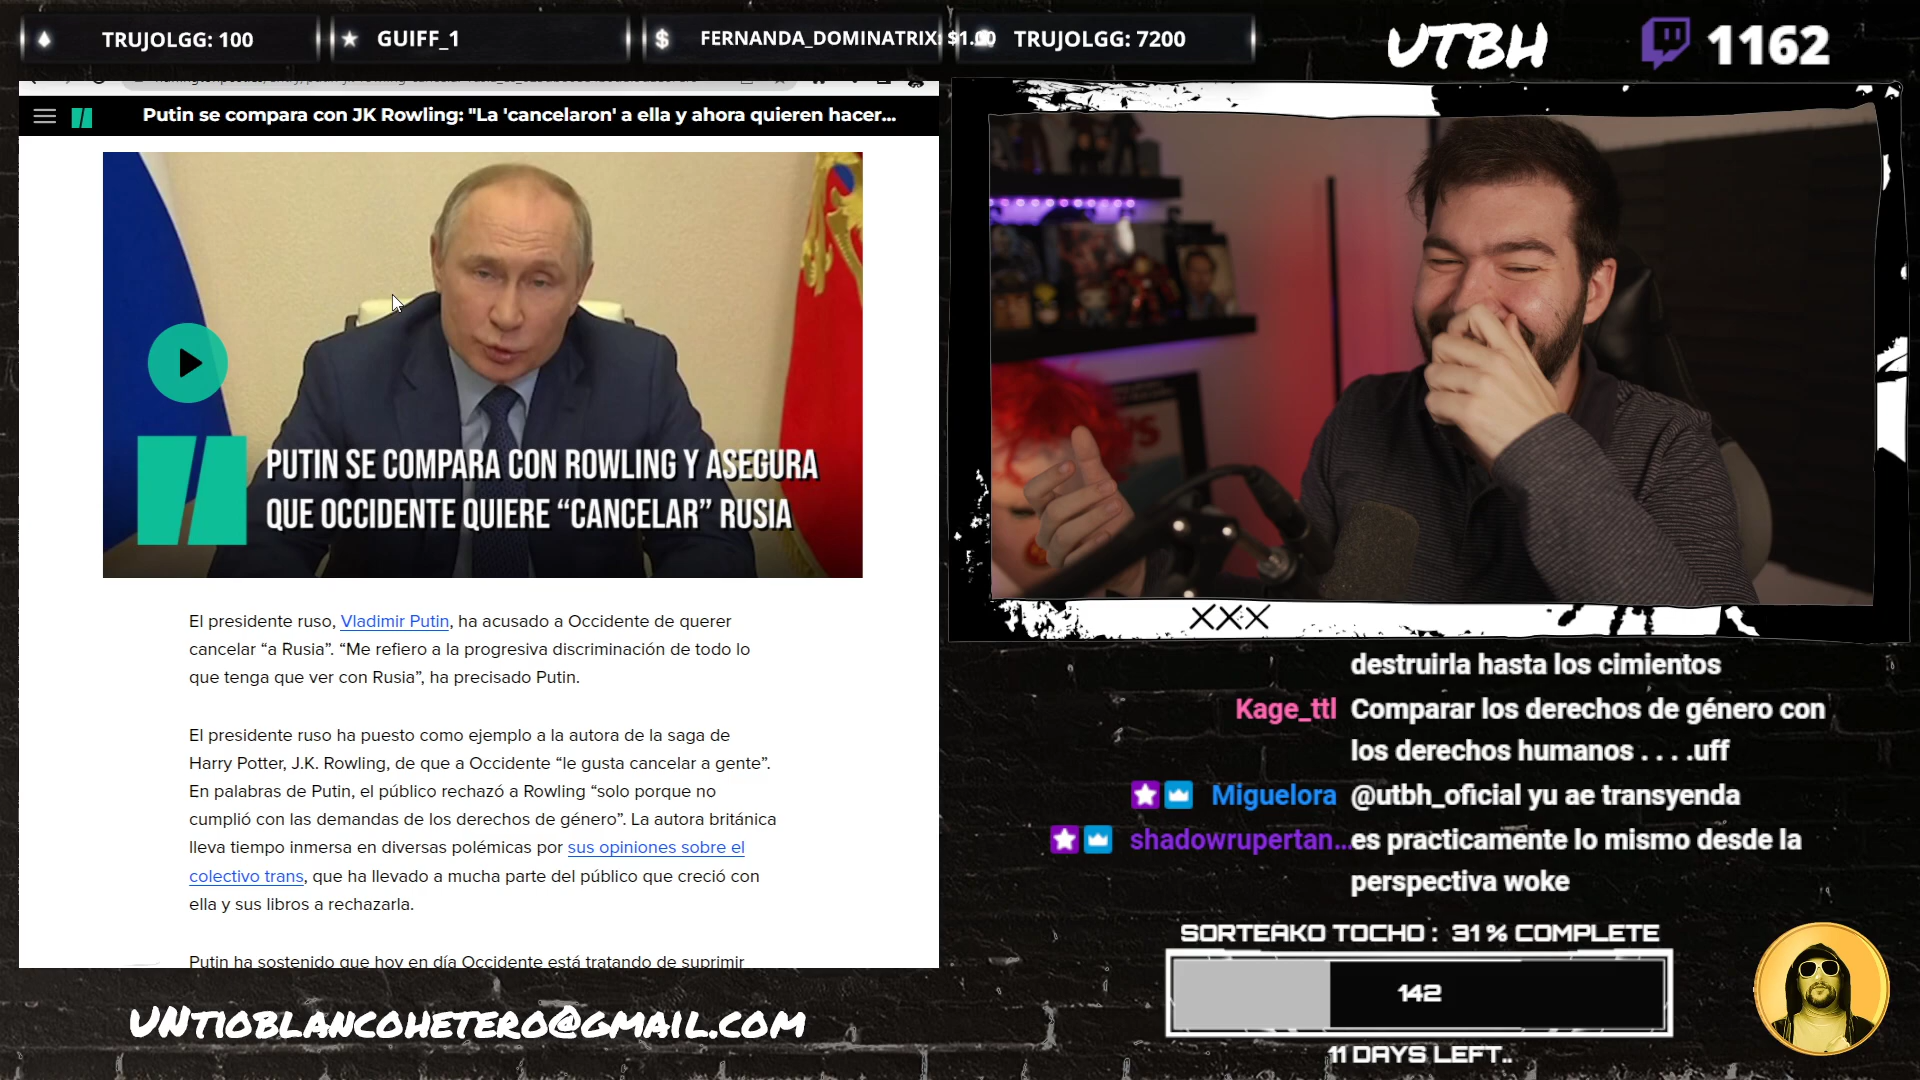 TRUJOLGG: 100
GUIFF_1
FERNANDA_DOMINATRIX: $1.00
TRUJOLGG: 7200
UTBH
1162
Putin se compara con JK Rowling: "La 'cancelaron' a ella y ahora quieren hacer...
PUTIN SE COMPARA CON ROWLING Y ASEGURA
QUE OCCIDENTE QUIERE “CANCELAR” RUSIA
El presidente ruso, Vladimir Putin, ha acusado a Occidente de querer
cancelar “a Rusia”. “Me refiero a la progresiva discriminación de todo lo
que tenga que ver con Rusia”, ha precisado Putin.
El presidente ruso ha puesto como ejemplo a la autora de la saga de
Harry Potter, J.K. Rowling, de que a Occidente “le gusta cancelar a gente”.
En palabras de Putin, el público rechazó a Rowling “solo porque no
cumplió con las demandas de los derechos de género”. La autora británica
lleva tiempo inmersa en diversas polémicas por sus opiniones sobre el
colectivo trans, que ha llevado a mucha parte del público que creció con
ella y sus libros a rechazarla.
Putin ha sostenido que hoy en día Occidente está tratando de suprimir
UNTIOBLANCOHETERO@GMAIL.COM
XXX
destruirla hasta los cimientos
Kage_ttl Comparar los derechos de género con
los derechos humanos . . . .uff
Miguelora @utbh_oficial yu ae transyenda
shadowrupertan... es practicamente lo mismo desde la
perspectiva woke
SORTEAKO TOCHO : 31 % COMPLETE
142
11 DAYS LEFT..